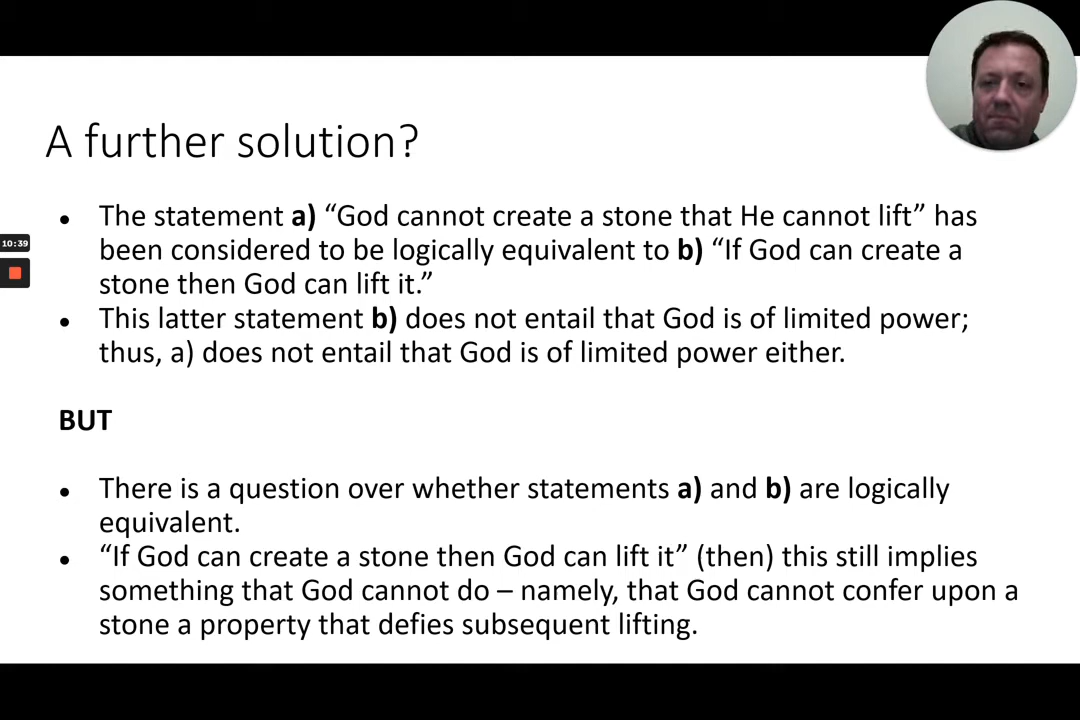 A further solution?
• The statement a) “God cannot create a stone that He cannot lift” has
been considered to be logically equivalent to b) “If God can create a
stone then God can lift it.”
• This latter statement b) does not entail that God is of limited power;
thus, a) does not entail that God is of limited power either.
10:39
BUT
• There is a question over whether statements a) and b) are logically
equivalent.
• “If God can create a stone then God can lift it” (then) this still implies
something that God cannot do – namely, that God cannot confer upon a
stone a property that defies subsequent lifting.